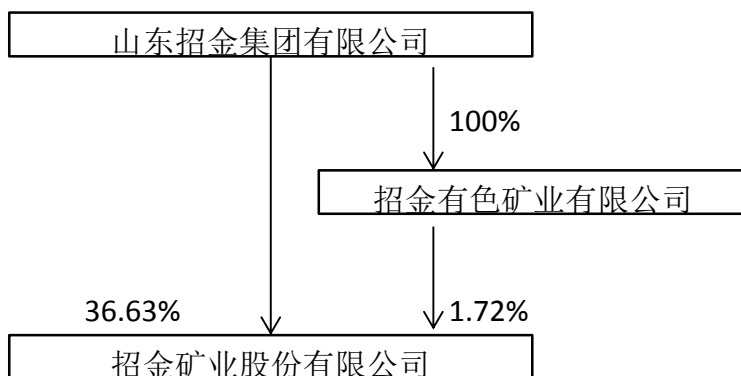 山东招金集团有限公司
100%
招金有色矿业有限公司
36.63%
1.72%
招金矿业股份有限公司